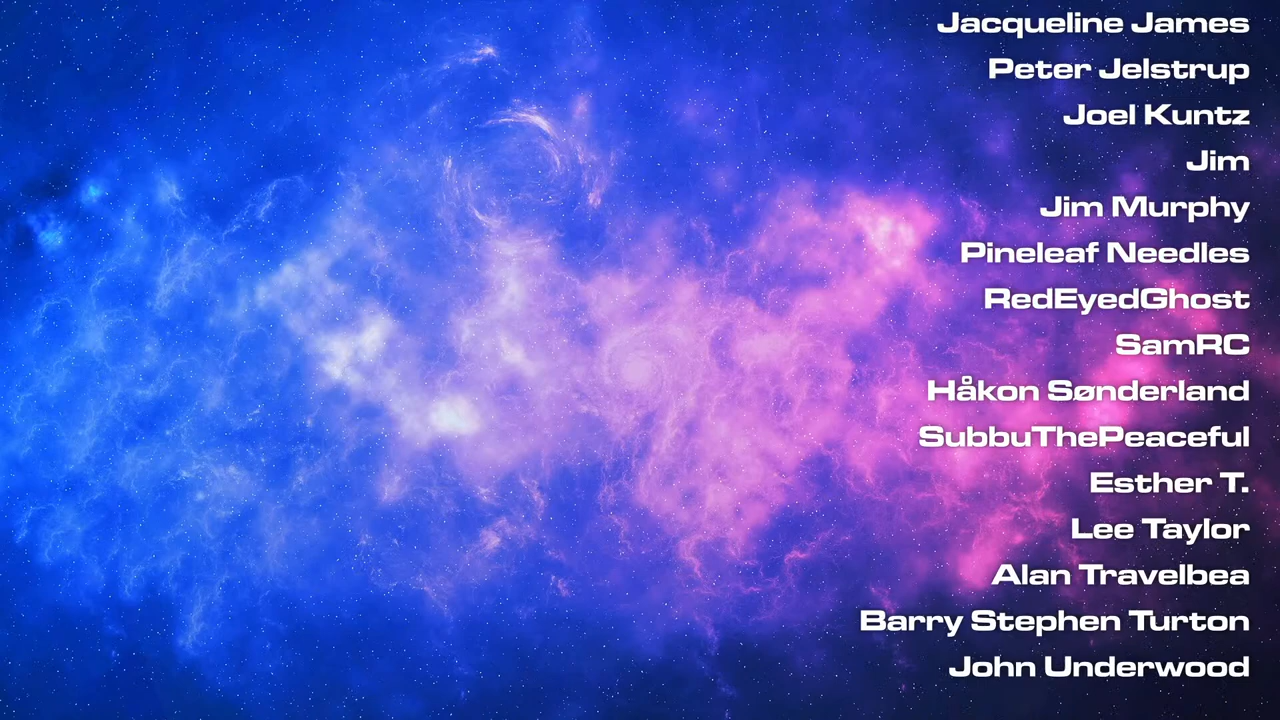 Jacqueline James
Peter Jelstrup
Joel Kuntz
Jim
Jim Murphy
Pineleaf Needles
RedEyedGhost
SamRC
Håkon Sønderland
SubbuThePeaceful
Esther T.
Lee Taylor
Alan Travelbea
Barry Stephen Turton
John Underwood